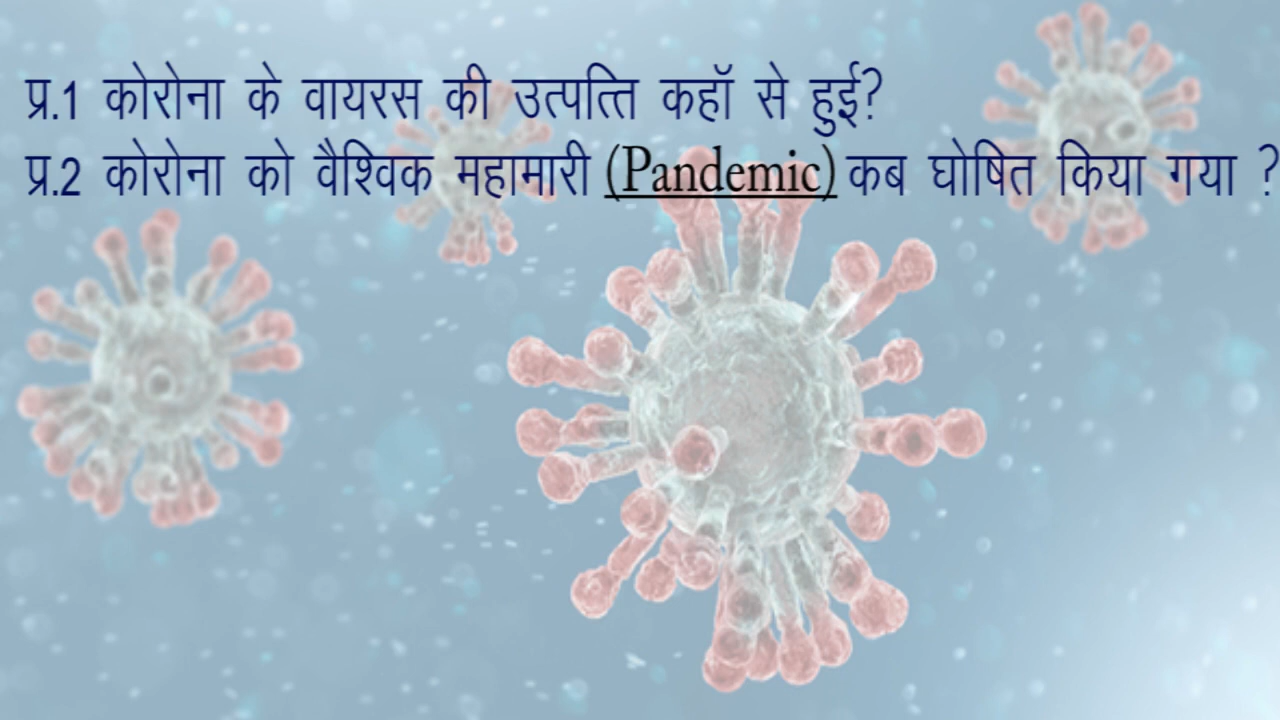 प्र.1 कोरोना के वायरस की उत्पत्ति कहॉ से हुई?
प्र.2 कोरोना को वैश्विक महामारी (Pandemic) कब घोषित किया गया ?